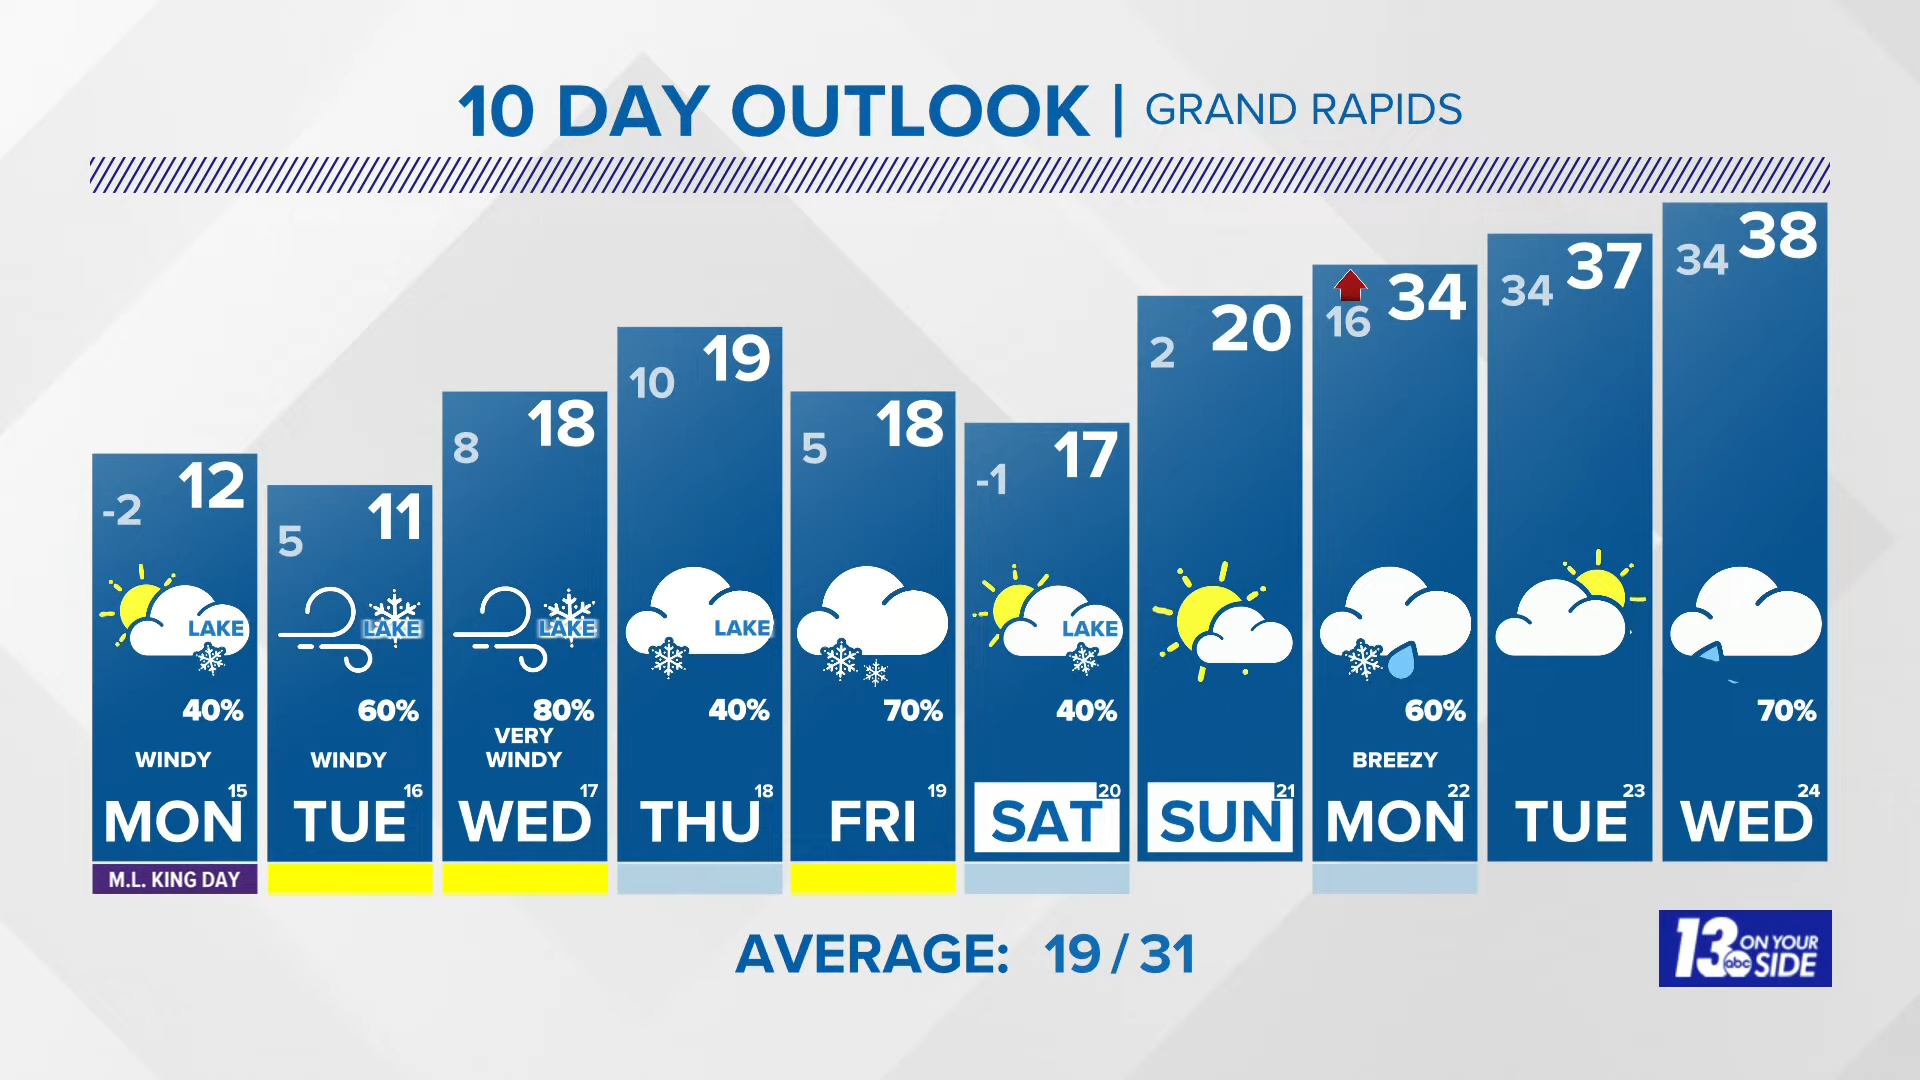 10 DAY OUTLOOK | GRAND RAPIDS
-2 12
LAKE
40%
WINDY
15
MON
M.L. KING DAY
5 11
LAKE
60%
WINDY
16
TUE
8 18
LAKE
80%
VERY
WINDY
17
WED
10 19
LAKE
40%
18
THU
5 18
70%
19
FRI
-1 17
LAKE
40%
20
SAT
2 20
21
SUN
16 34
60%
BREEZY
22
MON
34 37
23
TUE
34 38
70%
24
WED
AVERAGE: 19 / 31
13 ON YOUR
abc SIDE